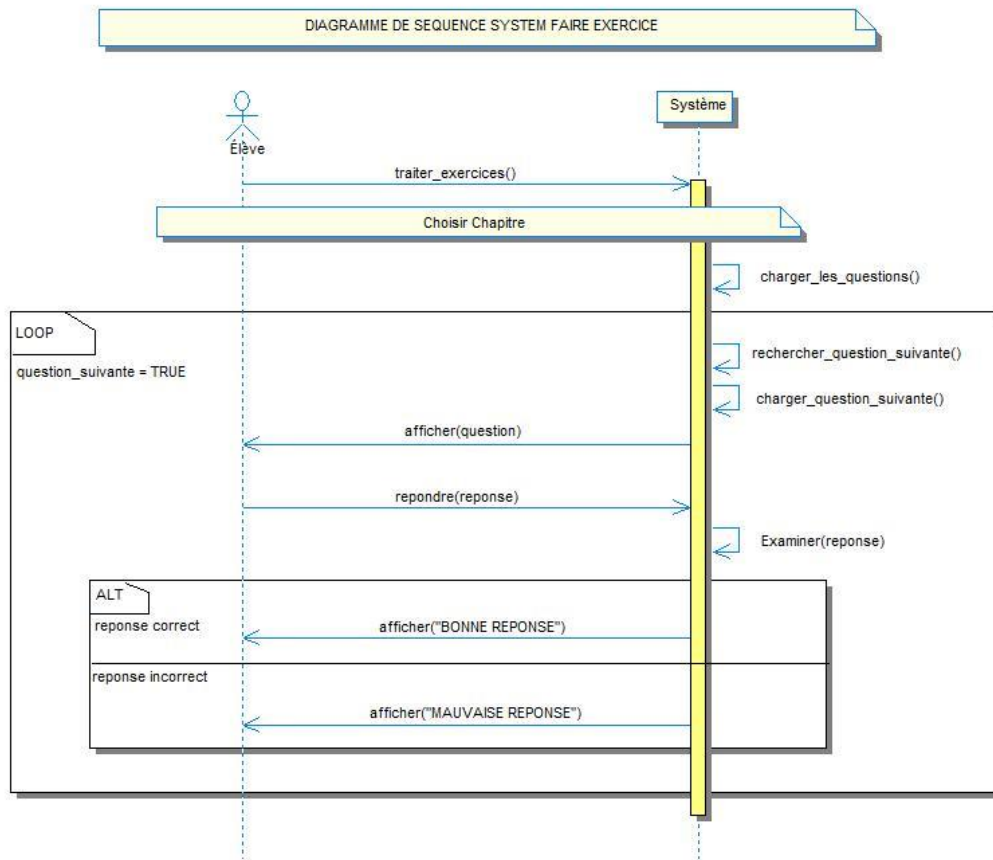 DIAGRAMME DE SEQUENCE SYSTEM FAIRE EXERCICE
Système
Élève
traiter_exercices()
Choisir Chapitre
charger_les_questions()
LOOP
question_suivante = TRUE
rechercher_question_suivante()
charger_question_suivante()
afficher(question)
repondre(reponse)
Examiner(reponse)
ALT
reponse correct
afficher("BONNE REPONSE")
reponse incorrect
afficher("MAUVAISE REPONSE")